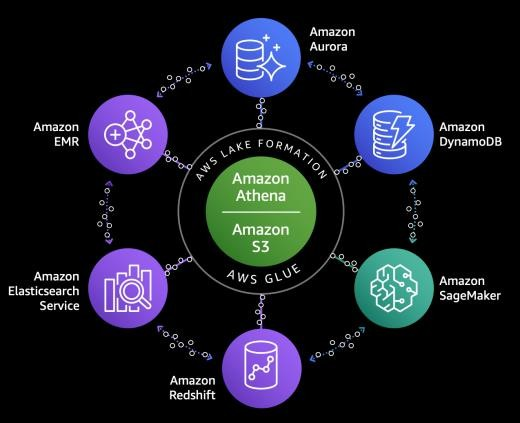 Amazon
Aurora
Amazon
EMR
Amazon
DynamoDB
AWS LAKE FORMATION
Amazon
Athena
Amazon
S3
AWS GLUE
Amazon
Elasticsearch
Service
Amazon
SageMaker
Amazon
Redshift